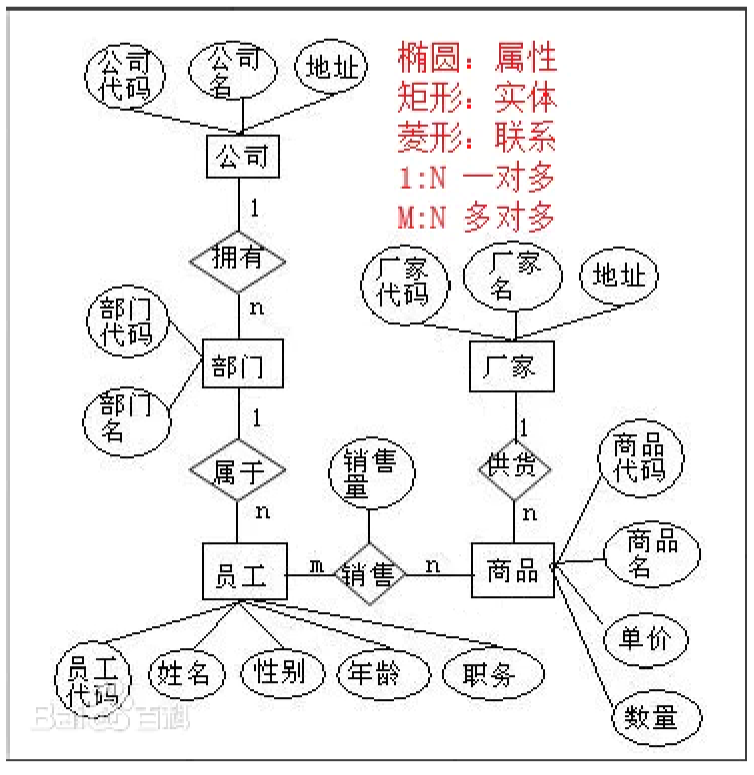 公司
代码
公司
名
地址
椭圆：属性
矩形：实体
菱形：联系
1:N 一对多
M:N 多对多
公司
1
拥有
n
厂家
代码
厂家
名
地址
部门
代码
部门
厂家
部门
名
1
1
商品
代码
属于
销售
量
供货
n
n
商品
名
员工
m
销售
n
商品
单价
员工
代码
姓名
性别
年龄
职务
数量
Bai 百科